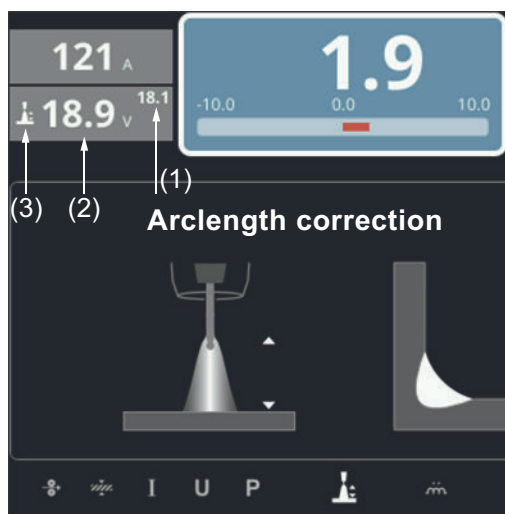 121 A
18.9 V 18.1
1.9
-10.0 0.0 10.0
(1)
(3) (2)
Arclength correction
I U P